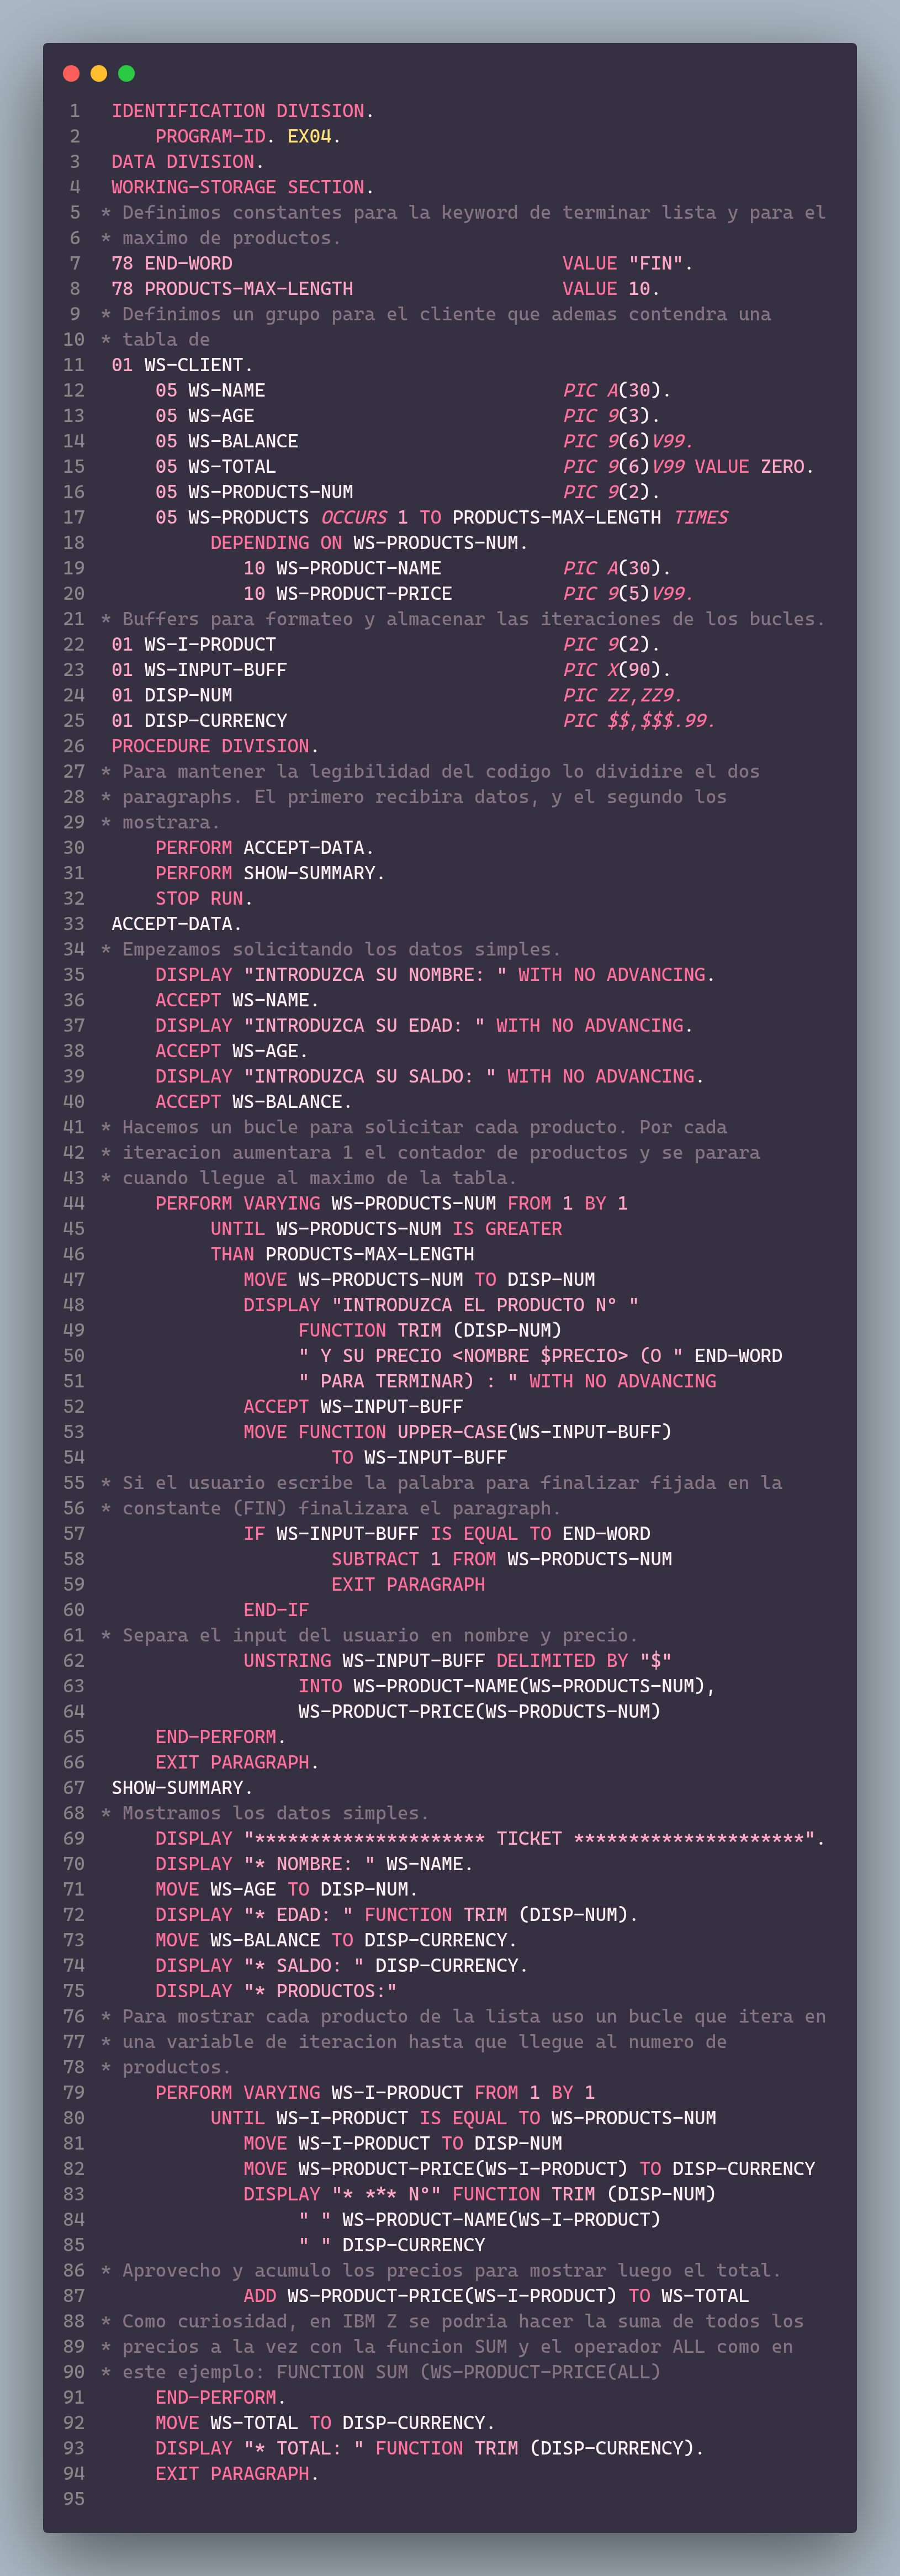 1 IDENTIFICATION DIVISION.
2     PROGRAM-ID. EX04.
3 DATA DIVISION.
4 WORKING-STORAGE SECTION.
5 * Definimos constantes para la keyword de terminar lista y para el
6 * maximo de productos.
7 78 END-WORD                              VALUE "FIN".
8 78 PRODUCTS-MAX-LENGTH                   VALUE 10.
9 * Definimos un grupo para el cliente que ademas contendra una
10 * tabla de
11 01 WS-CLIENT.
12     05 WS-NAME                           PIC A(30).
13     05 WS-AGE                            PIC 9(3).
14     05 WS-BALANCE                        PIC 9(6)V99.
15     05 WS-TOTAL                          PIC 9(6)V99 VALUE ZERO.
16     05 WS-PRODUCTS-NUM                   PIC 9(2).
17     05 WS-PRODUCTS OCCURS 1 TO PRODUCTS-MAX-LENGTH TIMES
18          DEPENDING ON WS-PRODUCTS-NUM.
19             10 WS-PRODUCT-NAME           PIC A(30).
20             10 WS-PRODUCT-PRICE          PIC 9(5)V99.
21 * Buffers para formateo y almacenar las iteraciones de los bucles.
22 01 WS-I-PRODUCT                          PIC 9(2).
23 01 WS-INPUT-BUFF                         PIC X(90).
24 01 DISP-NUM                              PIC ZZ,ZZ9.
25 01 DISP-CURRENCY                         PIC $$,$$$.99.
26 PROCEDURE DIVISION.
27 * Para mantener la legibilidad del codigo lo dividire el dos
28 * paragraphs. El primero recibira datos, y el segundo los
29 * mostrara.
30     PERFORM ACCEPT-DATA.
31     PERFORM SHOW-SUMMARY.
32     STOP RUN.
33 ACCEPT-DATA.
34 * Empezamos solicitando los datos simples.
35     DISPLAY "INTRODUZCA SU NOMBRE: " WITH NO ADVANCING.
36     ACCEPT WS-NAME.
37     DISPLAY "INTRODUZCA SU EDAD: " WITH NO ADVANCING.
38     ACCEPT WS-AGE.
39     DISPLAY "INTRODUZCA SU SALDO: " WITH NO ADVANCING.
40     ACCEPT WS-BALANCE.
41 * Hacemos un bucle para solicitar cada producto. Por cada
42 * iteracion aumentara 1 el contador de productos y se parara
43 * cuando llegue al maximo de la tabla.
44     PERFORM VARYING WS-PRODUCTS-NUM FROM 1 BY 1
45          UNTIL WS-PRODUCTS-NUM IS GREATER
46          THAN PRODUCTS-MAX-LENGTH
47             MOVE WS-PRODUCTS-NUM TO DISP-NUM
48             DISPLAY "INTRODUZCA EL PRODUCTO N° "
49                  FUNCTION TRIM (DISP-NUM)
50                  " Y SU PRECIO <NOMBRE $PRECIO> (O " END-WORD
51                  " PARA TERMINAR) : " WITH NO ADVANCING
52             ACCEPT WS-INPUT-BUFF
53             MOVE FUNCTION UPPER-CASE(WS-INPUT-BUFF)
54                     TO WS-INPUT-BUFF
55 * Si el usuario escribe la palabra para finalizar fijada en la
56 * constante (FIN) finalizara el paragraph.
57             IF WS-INPUT-BUFF IS EQUAL TO END-WORD
58                     SUBTRACT 1 FROM WS-PRODUCTS-NUM
59                     EXIT PARAGRAPH
60             END-IF
61 * Separa el input del usuario en nombre y precio.
62             UNSTRING WS-INPUT-BUFF DELIMITED BY "$"
63                  INTO WS-PRODUCT-NAME(WS-PRODUCTS-NUM),
64                  WS-PRODUCT-PRICE(WS-PRODUCTS-NUM)
65     END-PERFORM.
66     EXIT PARAGRAPH.
67 SHOW-SUMMARY.
68 * Mostramos los datos simples.
69     DISPLAY "********************* TICKET *********************".
70     DISPLAY "* NOMBRE: " WS-NAME.
71     MOVE WS-AGE TO DISP-NUM.
72     DISPLAY "* EDAD: " FUNCTION TRIM (DISP-NUM).
73     MOVE WS-BALANCE TO DISP-CURRENCY.
74     DISPLAY "* SALDO: " DISP-CURRENCY.
75     DISPLAY "* PRODUCTOS:"
76 * Para mostrar cada producto de la lista uso un bucle que itera en
77 * una variable de iteracion hasta que llegue al numero de
78 * productos.
79     PERFORM VARYING WS-I-PRODUCT FROM 1 BY 1
80          UNTIL WS-I-PRODUCT IS EQUAL TO WS-PRODUCTS-NUM
81             MOVE WS-I-PRODUCT TO DISP-NUM
82             MOVE WS-PRODUCT-PRICE(WS-I-PRODUCT) TO DISP-CURRENCY
83             DISPLAY "* *** N°" FUNCTION TRIM (DISP-NUM)
84                  " " WS-PRODUCT-NAME(WS-I-PRODUCT)
85                  " " DISP-CURRENCY
86 * Aprovecho y acumulo los precios para mostrar luego el total.
87             ADD WS-PRODUCT-PRICE(WS-I-PRODUCT) TO WS-TOTAL
88 * Como curiosidad, en IBM Z se podria hacer la suma de todos los
89 * precios a la vez con la funcion SUM y el operador ALL como en
90 * este ejemplo: FUNCTION SUM (WS-PRODUCT-PRICE(ALL)
91     END-PERFORM.
92     MOVE WS-TOTAL TO DISP-CURRENCY.
93     DISPLAY "* TOTAL: " FUNCTION TRIM (DISP-CURRENCY).
94     EXIT PARAGRAPH.
95